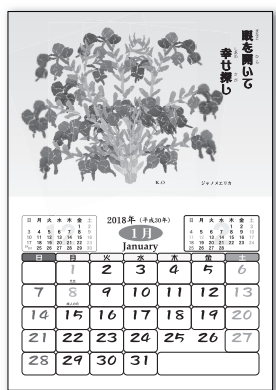 眼を開いて
幸せ探し
K.O
ジャノメエリカ
2018年（平成30年）
1月
January
日 月 火 水 木 金 土
1 2 3 4 5 6
7 8 9 10 11 12 13
14 15 16 17 18 19 20
21 22 23 24 25 26 27
28 29 30 31